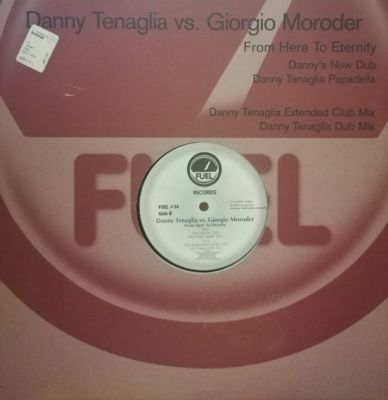 Danny Tenaglia vs. Giorgio Moroder
From Here To Eternity
Danny's New Dub
Danny Tenaglia Papadella
Danny Tenaglia Extended Club Mix
Danny Tenaglia Dub Mix
FUEL
FUEL
RECORDS
FUEL #34
Side B
Danny Tenaglia vs. Giorgio Moroder
From Here To Eternity